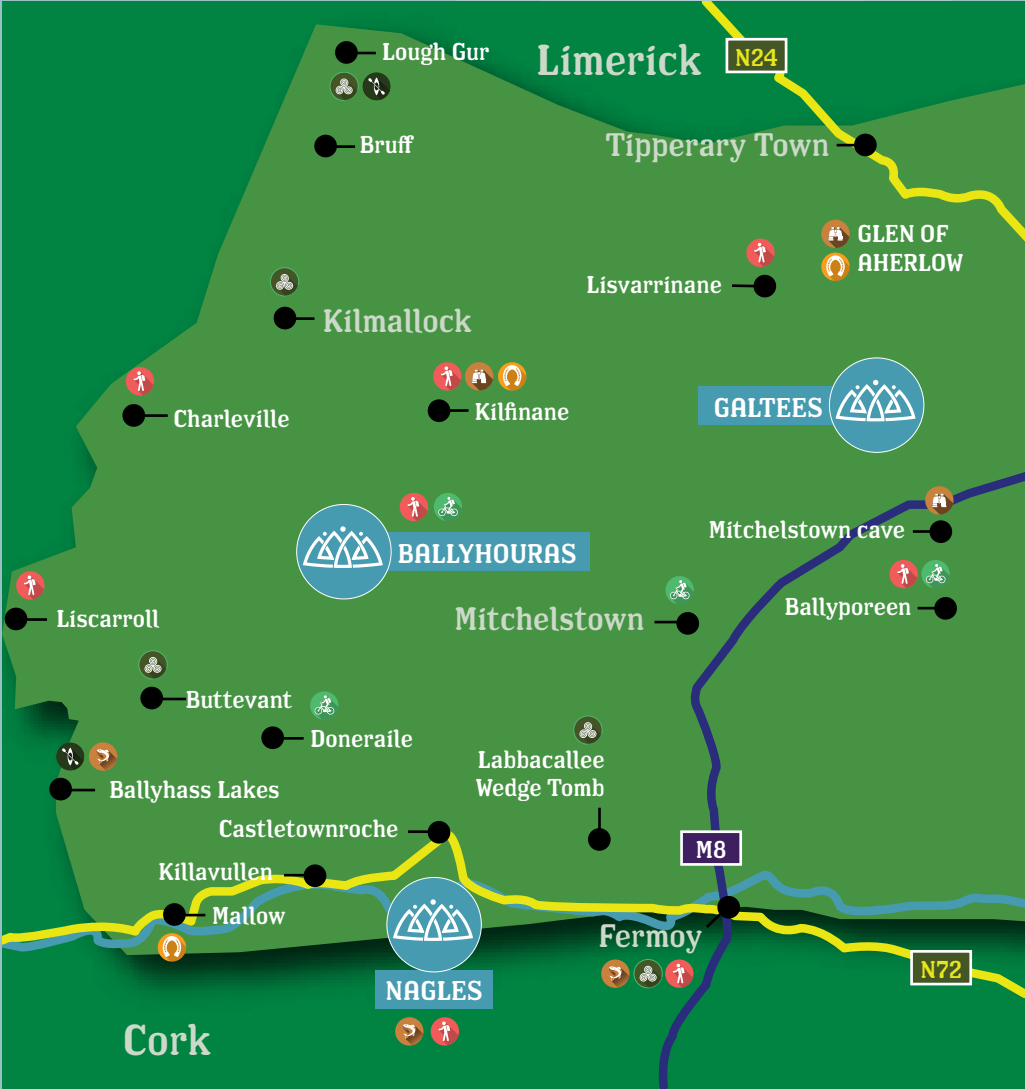 Lough Gur
Limerick
N24
Bruff
Tipperary Town
GLEN OF
AHERLOW
Lisvarrinane
Kilmallock
Charleville
Kilfinane
GALTEES
Mitchelstown cave
BALLYHOURAS
Ballyporeen
Liscarroll
Mitchelstown
Buttevant
Doneraile
Labbacallee
Wedge Tomb
Ballyhass Lakes
Castletownroche
M8
Killavullen
Mallow
Fermoy
N72
NAGLES
Cork